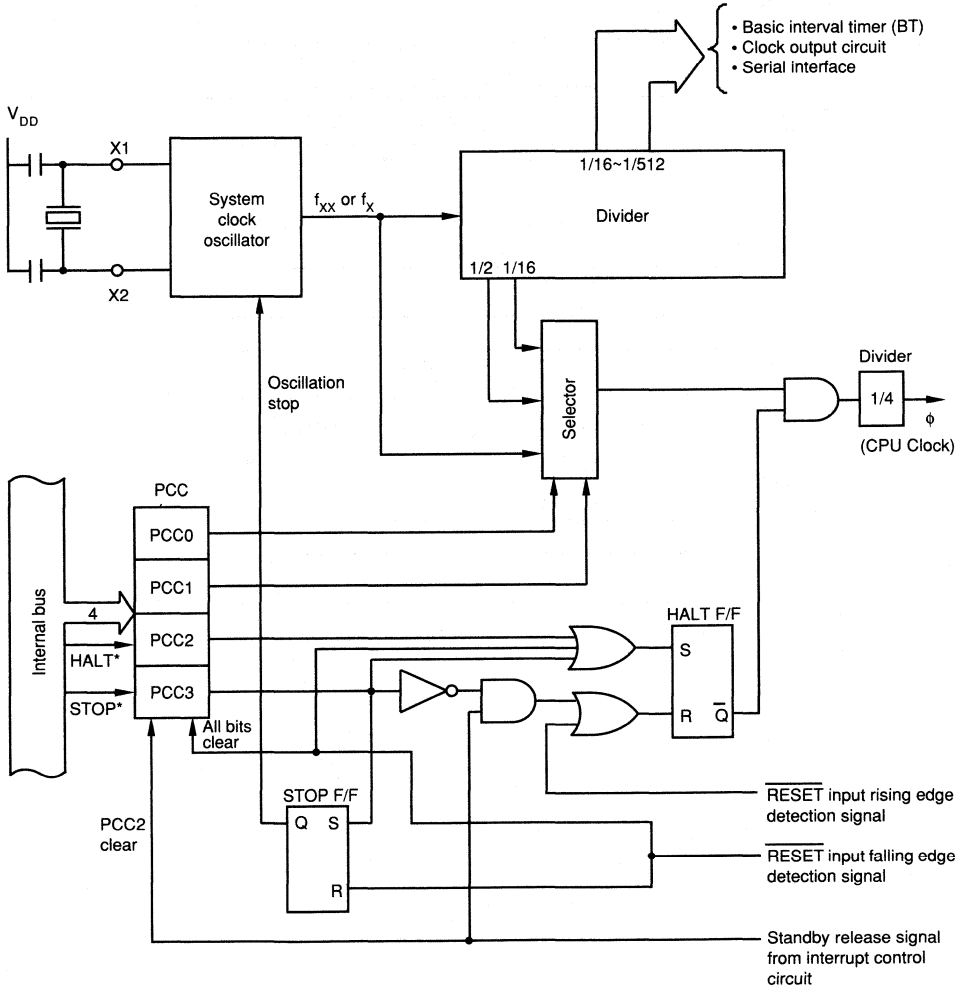 • Basic interval timer (BT)
• Clock output circuit
• Serial interface
VDD
X1
X2
System
clock
oscillator
fXX or fX
1/16~1/512
Divider
1/2 1/16
Oscillation
stop
Selector
Divider
1/4
ϕ
(CPU Clock)
PCC
PCC0
PCC1
PCC2
PCC3
Internal bus
4
HALT*
STOP*
All bits
clear
HALT F/F
S
R Q̅
STOP F/F
Q S
R
PCC2
clear
R̅E̅S̅E̅T̅ input rising edge
detection signal
R̅E̅S̅E̅T̅ input falling edge
detection signal
Standby release signal
from interrupt control
circuit